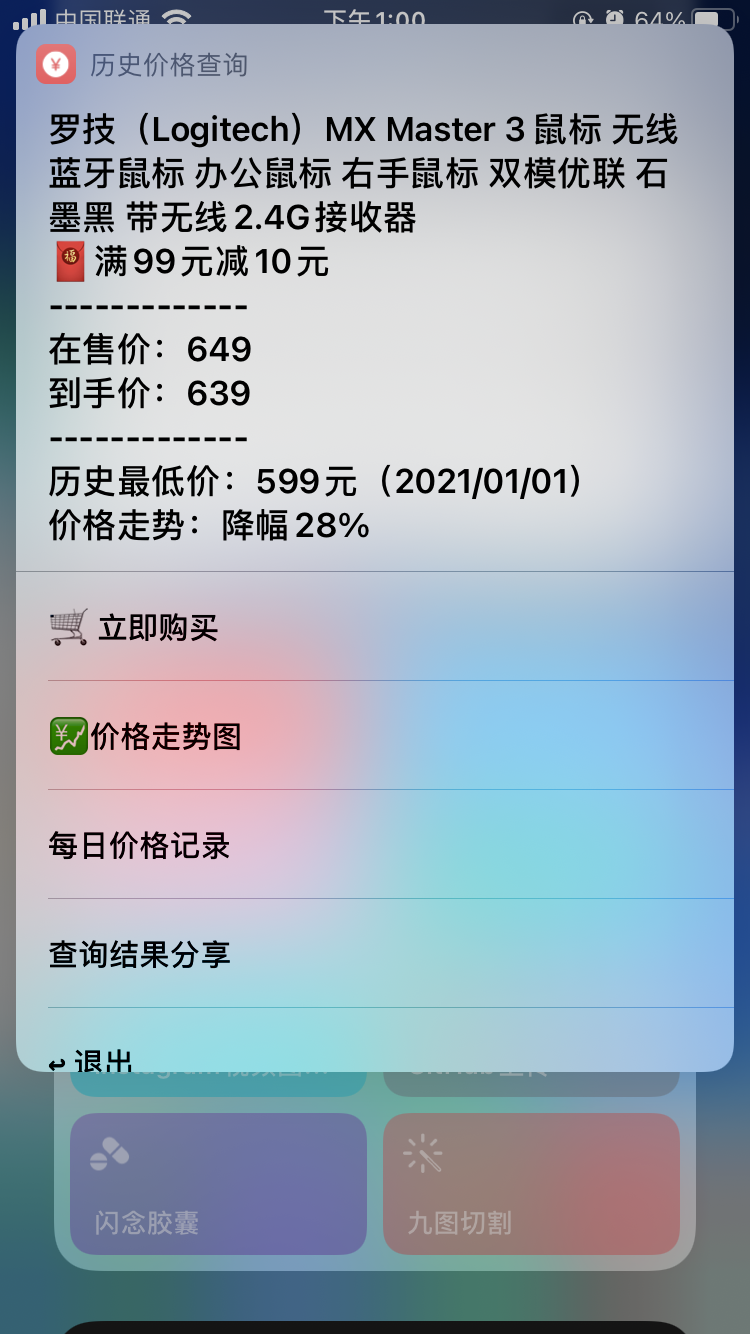 中国联通 下午1:00 64%
历史价格查询
罗技（Logitech）MX Master 3 鼠标 无线
蓝牙鼠标 办公鼠标 右手鼠标 双模优联 石
墨黑 带无线2.4G接收器
🧧满99元减10元
-------------
在售价：649
到手价：639
-------------
历史最低价：599元（2021/01/01）
价格走势：降幅28%
🛒 立即购买
💹价格走势图
每日价格记录
查询结果分享
↩ 退出
闪念胶囊
九图切割